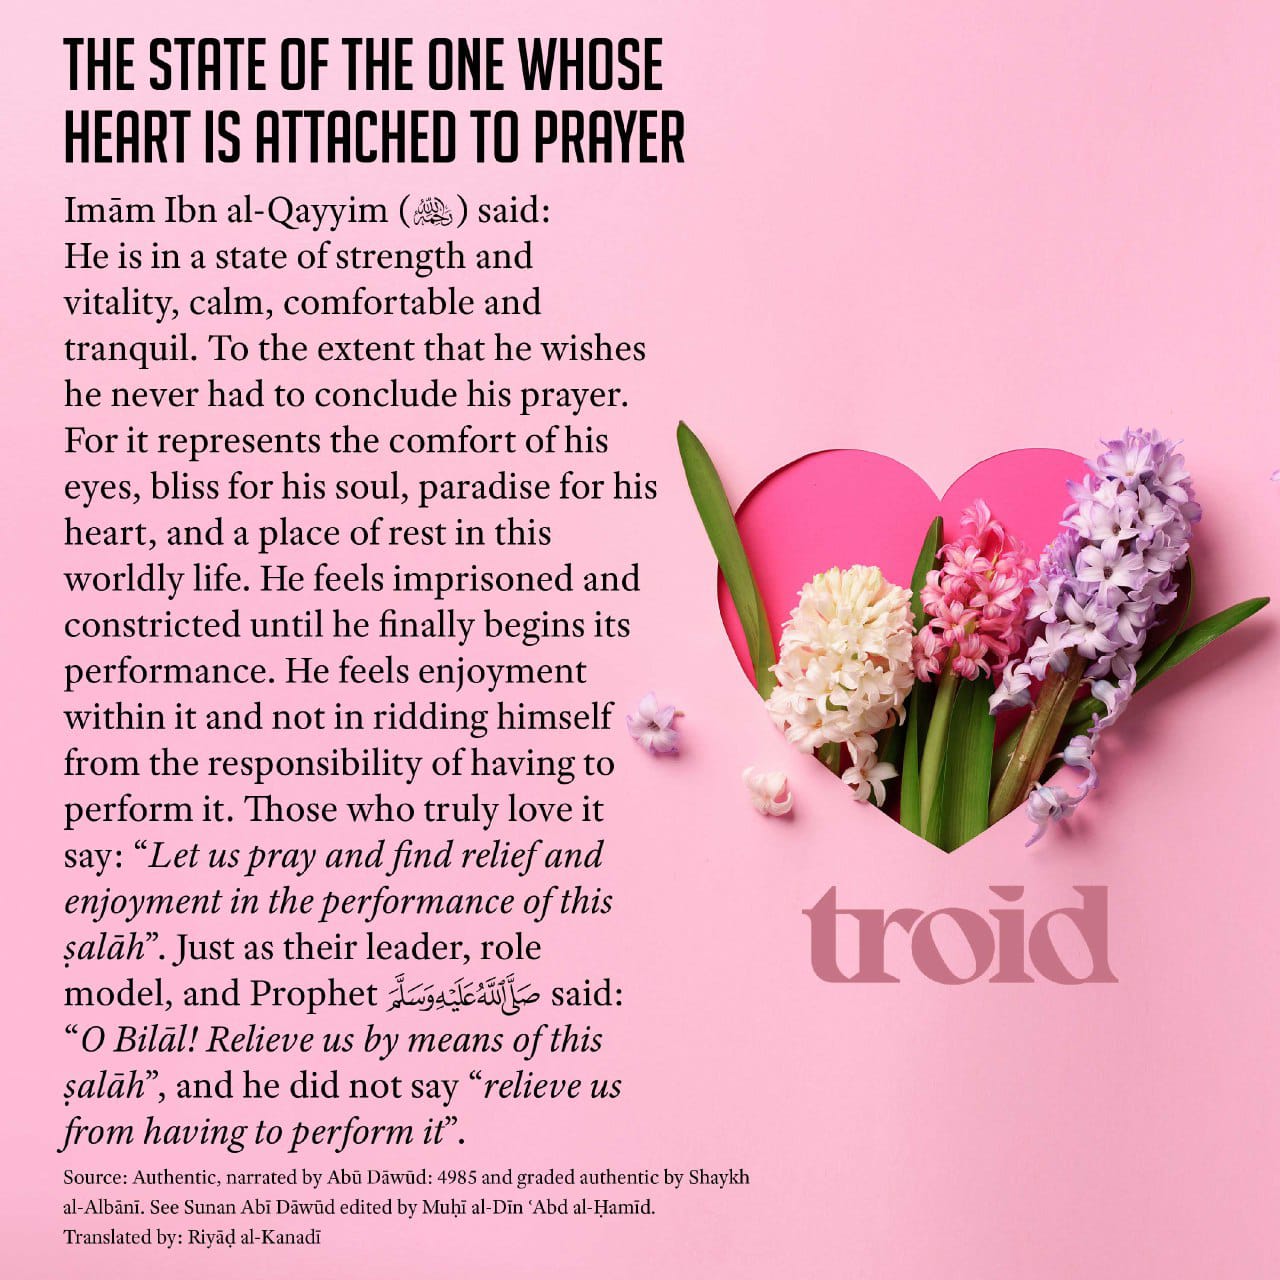 THE STATE OF THE ONE WHOSE
HEART IS ATTACHED TO PRAYER
Imām Ibn al-Qayyim (رحمه الله) said:
He is in a state of strength and
vitality, calm, comfortable and
tranquil. To the extent that he wishes
he never had to conclude his prayer.
For it represents the comfort of his
eyes, bliss for his soul, paradise for his
heart, and a place of rest in this
worldly life. He feels imprisoned and
constricted until he finally begins its
performance. He feels enjoyment
within it and not in ridding himself
from the responsibility of having to
perform it. Those who truly love it
say: “Let us pray and find relief and
enjoyment in the performance of this
ṣalāh”. Just as their leader, role
model, and Prophet صَلَّى اللَّهُ عَلَيْهِ وَسَلَّمَ said:
“O Bilāl! Relieve us by means of this
ṣalāh”, and he did not say “relieve us
from having to perform it”.
Source: Authentic, narrated by Abū Dāwūd: 4985 and graded authentic by Shaykh
al-Albānī. See Sunan Abī Dāwūd edited by Muḥī al-Dīn ʿAbd al-Ḥamīd.
Translated by: Riyāḍ al-Kanadī
troid